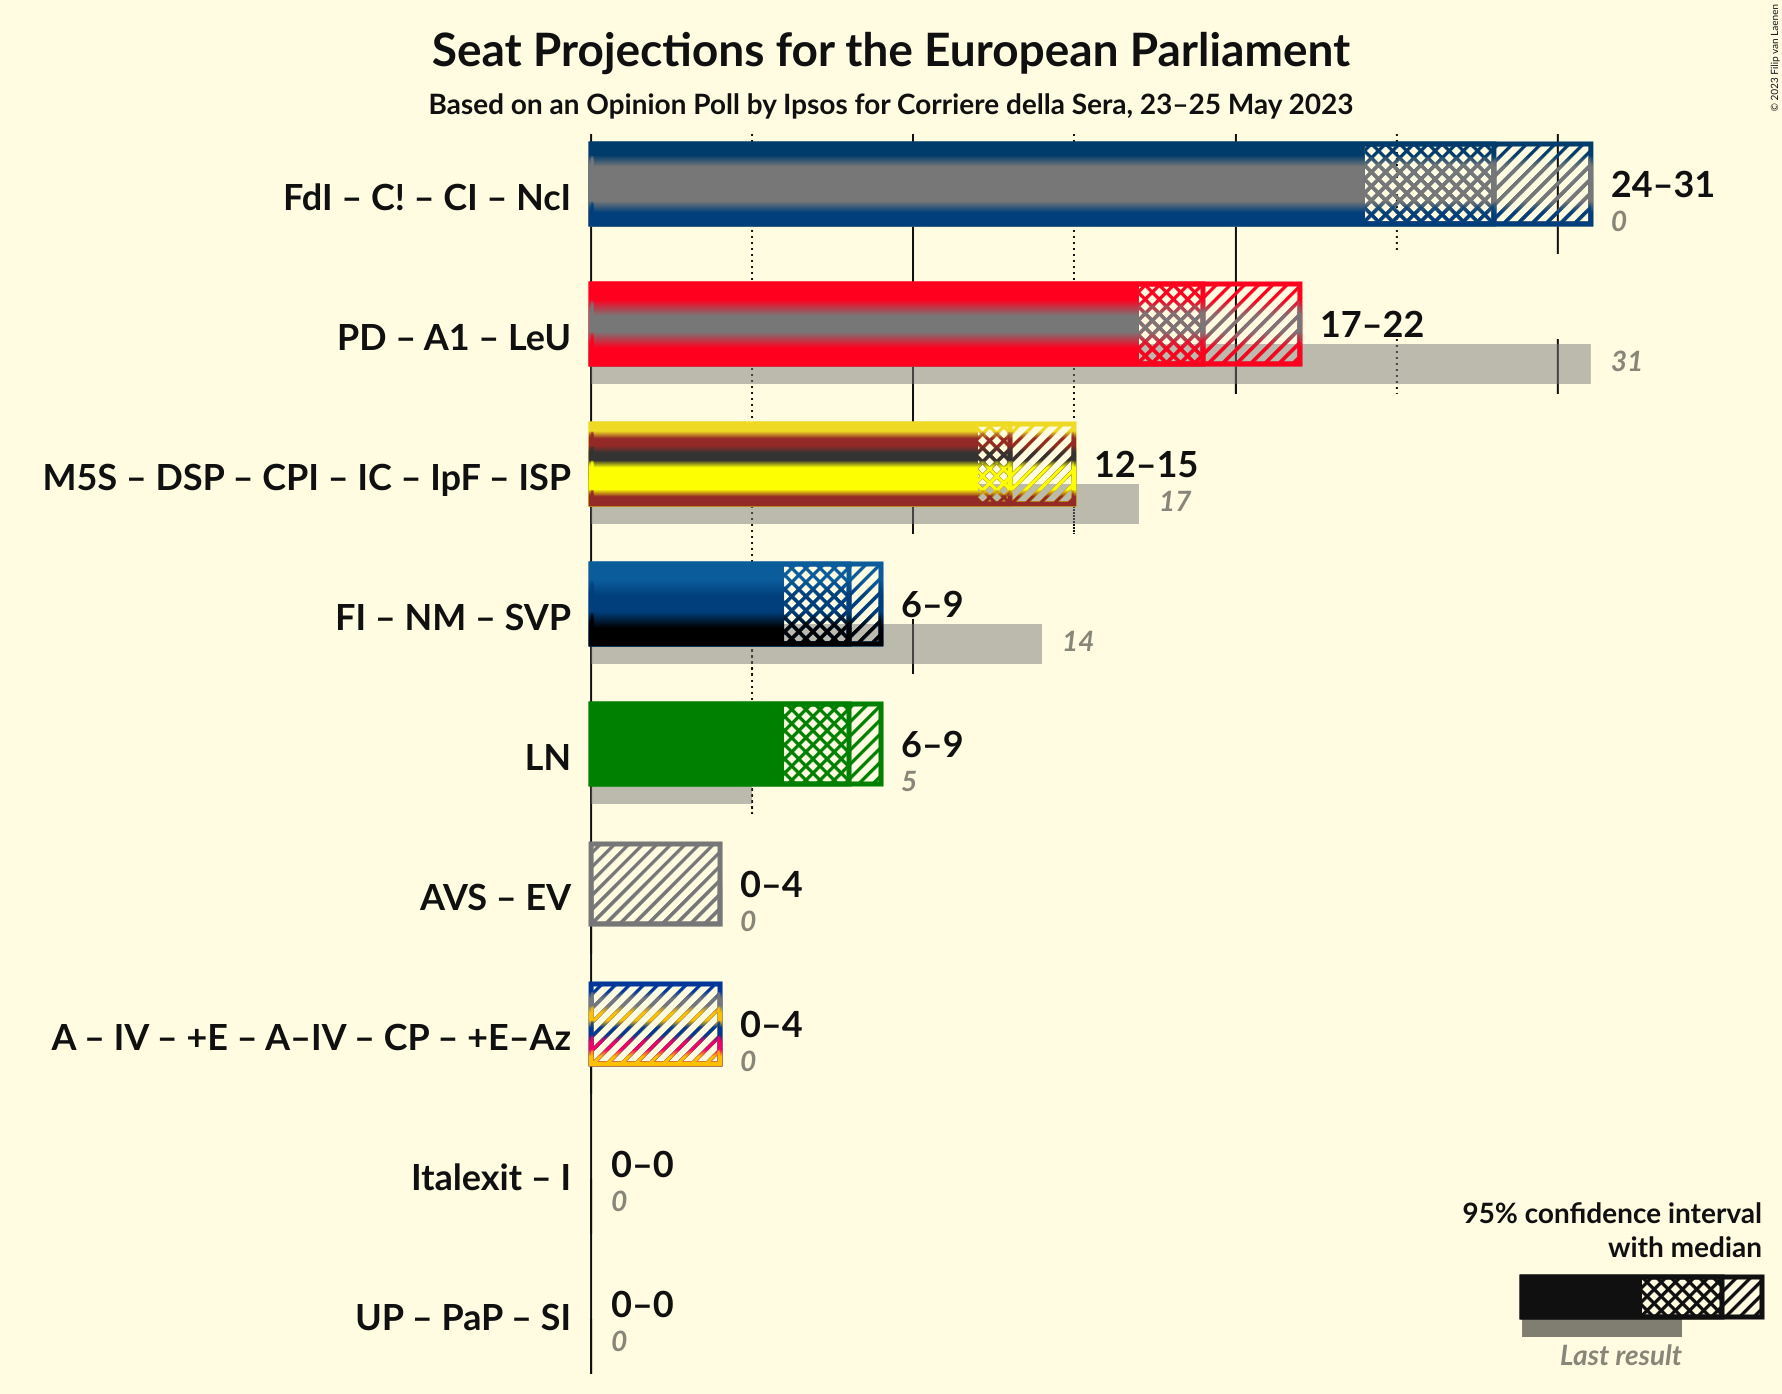 Seat Projections for the European Parliament
Based on an Opinion Poll by Ipsos for Corriere della Sera, 23–25 May 2023
© 2023 Filip van Laenen
FdI – C! – CI – NcI
24–31
0
PD – A1 – LeU
17–22
31
M5S – DSP – CPI – IC – IpF – ISP
12–15
17
FI – NM – SVP
6–9
14
LN
6–9
5
AVS – EV
0–4
0
A – IV – +E – A–IV – CP – +E–Az
0–4
0
Italexit – I
0–0
0
UP – PaP – SI
0–0
0
95% confidence interval
with median
Last result